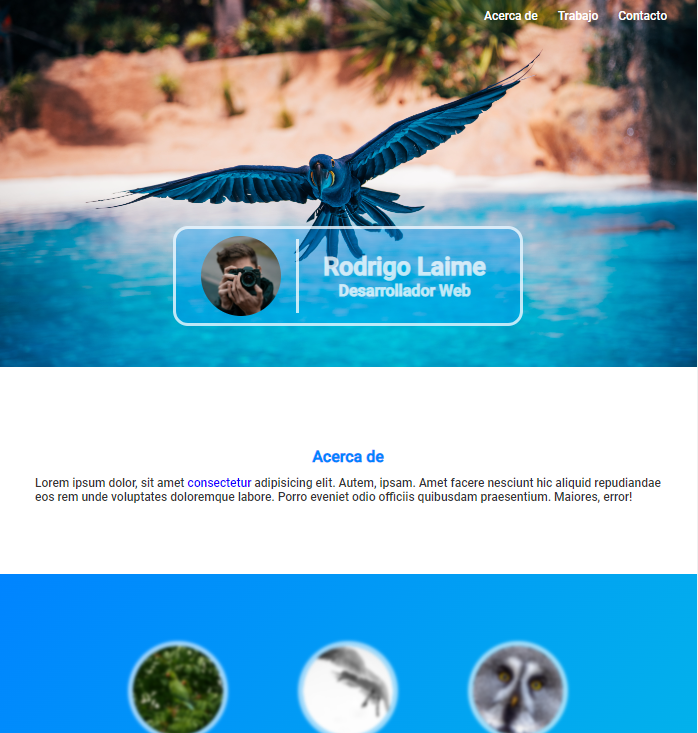 Acerca de Trabajo Contacto
Rodrigo Laime
Desarrollador Web
Acerca de
Lorem ipsum dolor, sit amet consectetur adipisicing elit. Autem, ipsam. Amet facere nesciunt hic aliquid repudiandae
eos rem unde voluptates doloremque labore. Porro eveniet odio officiis quibusdam praesentium. Maiores, error!